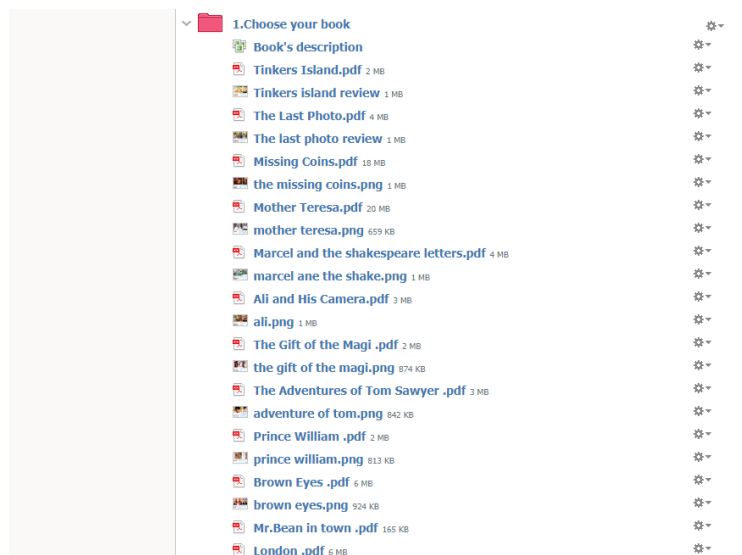 1.Choose your book
Book's description
Tinkers Island.pdf 2 MB
Tinkers island review 1 MB
The Last Photo.pdf 4 MB
The last photo review 1 MB
Missing Coins.pdf 18 MB
the missing coins.png 1 MB
Mother Teresa.pdf 20 MB
mother teresa.png 659 KB
Marcel and the shakespeare letters.pdf 4 MB
marcel ane the shake.png 1 MB
Ali and His Camera.pdf 3 MB
ali.png 1 MB
The Gift of the Magi .pdf 2 MB
the gift of the magi.png 874 KB
The Adventures of Tom Sawyer .pdf 3 MB
adventure of tom.png 842 KB
Prince William .pdf 2 MB
prince william.png 813 KB
Brown Eyes .pdf 6 MB
brown eyes.png 924 KB
Mr.Bean in town .pdf 165 KB
London .pdf 6 MB